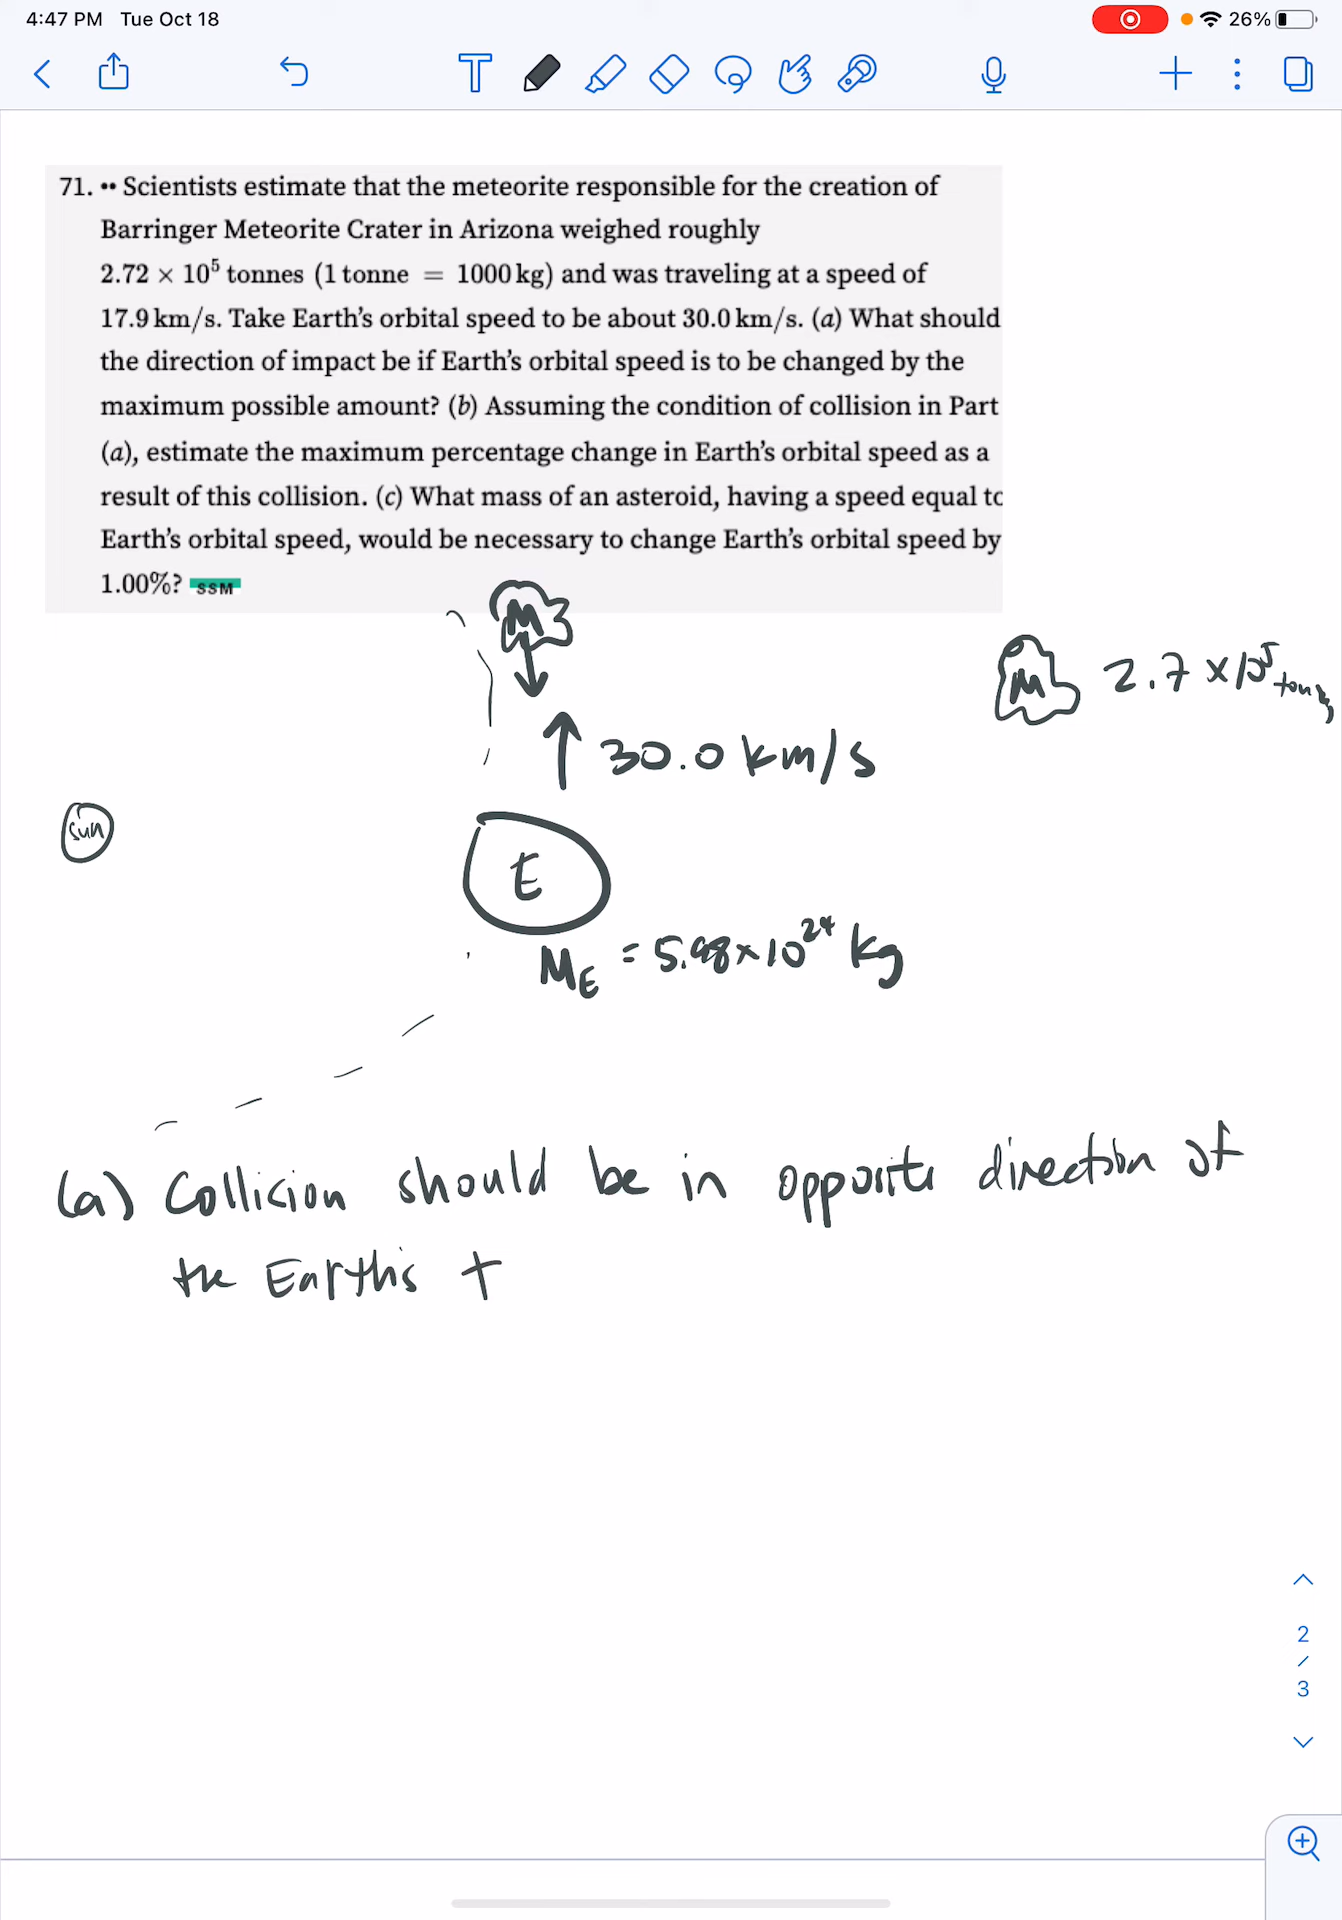 4:47 PM Tue Oct 18
26%
71. •• Scientists estimate that the meteorite responsible for the creation of
Barringer Meteorite Crater in Arizona weighed roughly
2.72 × 10⁵ tonnes (1 tonne = 1000 kg) and was traveling at a speed of
17.9 km/s. Take Earth’s orbital speed to be about 30.0 km/s. (a) What should
the direction of impact be if Earth’s orbital speed is to be changed by the
maximum possible amount? (b) Assuming the condition of collision in Part
(a), estimate the maximum percentage change in Earth’s orbital speed as a
result of this collision. (c) What mass of an asteroid, having a speed equal to
Earth’s orbital speed, would be necessary to change Earth’s orbital speed by
1.00%? SSM
M
M 2.7 × 10⁵ tons
30.0 km/s
sun
E
M_E = 5.98 × 10²⁴ kg
(a) Collision should be in opposite direction of
the Earth's t
2
/
3